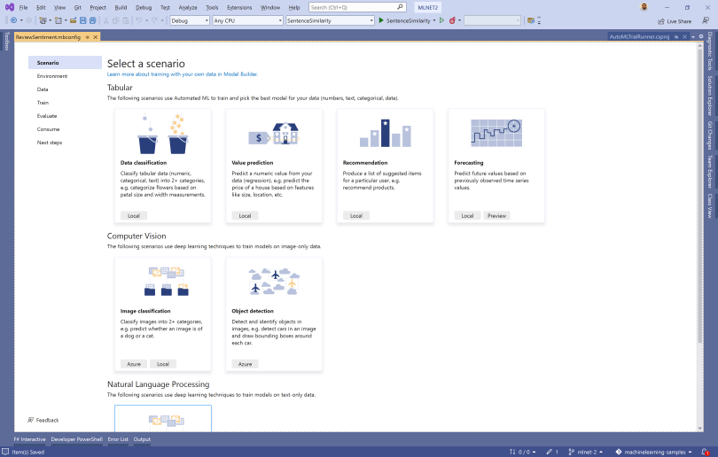 File Edit View Git Project Build Debug Test Analyze Tools Extensions Window Help Search (Ctrl+Q) MLNET2
Debug Any CPU SentenceSimilarity SentenceSimilarity Live Share
ReviewSentiment.mbconfig AutoMLTrialRunner.csproj
Toolbox
Diagnostic Tools
Solution Explorer
Git Changes
Team Explorer
Class View
Scenario
Environment
Data
Train
Evaluate
Consume
Next steps
Feedback
Select a scenario
Learn more about training with your own data in Model Builder.
Tabular
The following scenarios use Automated ML to train and pick the best model for your data (numbers, text, categorical, data).
Data classification
Classify tabular data (numeric,
categorical, text) into 2+ categories,
e.g. categorize flowers based on
petal size and width measurements.
Local
$
Value prediction
Predict a numeric value from your
data (regression), e.g. predict the
price of a house based on features
like size, location, etc.
Local
Recommendation
Produce a list of suggested items
for a particular user, e.g.
recommend products.
Local
Forecasting
Predict future values based on
previously observed time series
values.
Local Preview
Computer Vision
The following scenarios use deep learning techniques to train models on image-only data.
Image classification
Classify images into 2+ categories,
e.g. predict whether an image is of
a dog or a cat.
Azure Local
Object detection
Detect and identify objects in
images, e.g. detect cars in an image
and draw bounding boxes around
each car.
Azure
Natural Language Processing
The following scenarios use deep learning techniques to train models on text-only data.
F# Interactive Developer PowerShell Error List Output
Item(s) Saved 0 / 0 1 mlnet-2 machinelearning-samples